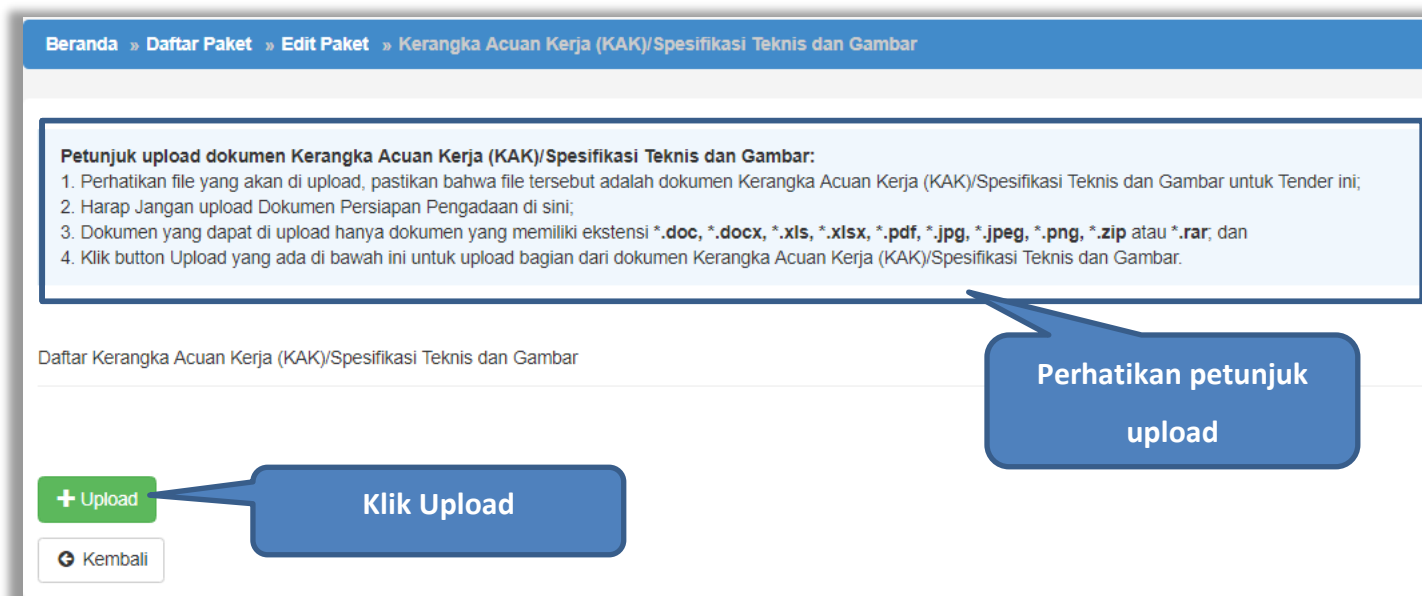 Beranda » Daftar Paket » Edit Paket » Kerangka Acuan Kerja (KAK)/Spesifikasi Teknis dan Gambar
Petunjuk upload dokumen Kerangka Acuan Kerja (KAK)/Spesifikasi Teknis dan Gambar:
1. Perhatikan file yang akan di upload, pastikan bahwa file tersebut adalah dokumen Kerangka Acuan Kerja (KAK)/Spesifikasi Teknis dan Gambar untuk Tender ini;
2. Harap Jangan upload Dokumen Persiapan Pengadaan di sini;
3. Dokumen yang dapat di upload hanya dokumen yang memiliki ekstensi *.doc, *.docx, *.xls, *.xlsx, *.pdf, *.jpg, *.jpeg, *.png, *.zip atau *.rar; dan
4. Klik button Upload yang ada di bawah ini untuk upload bagian dari dokumen Kerangka Acuan Kerja (KAK)/Spesifikasi Teknis dan Gambar.
Daftar Kerangka Acuan Kerja (KAK)/Spesifikasi Teknis dan Gambar
Perhatikan petunjuk
upload
Upload
Klik Upload
Kembali